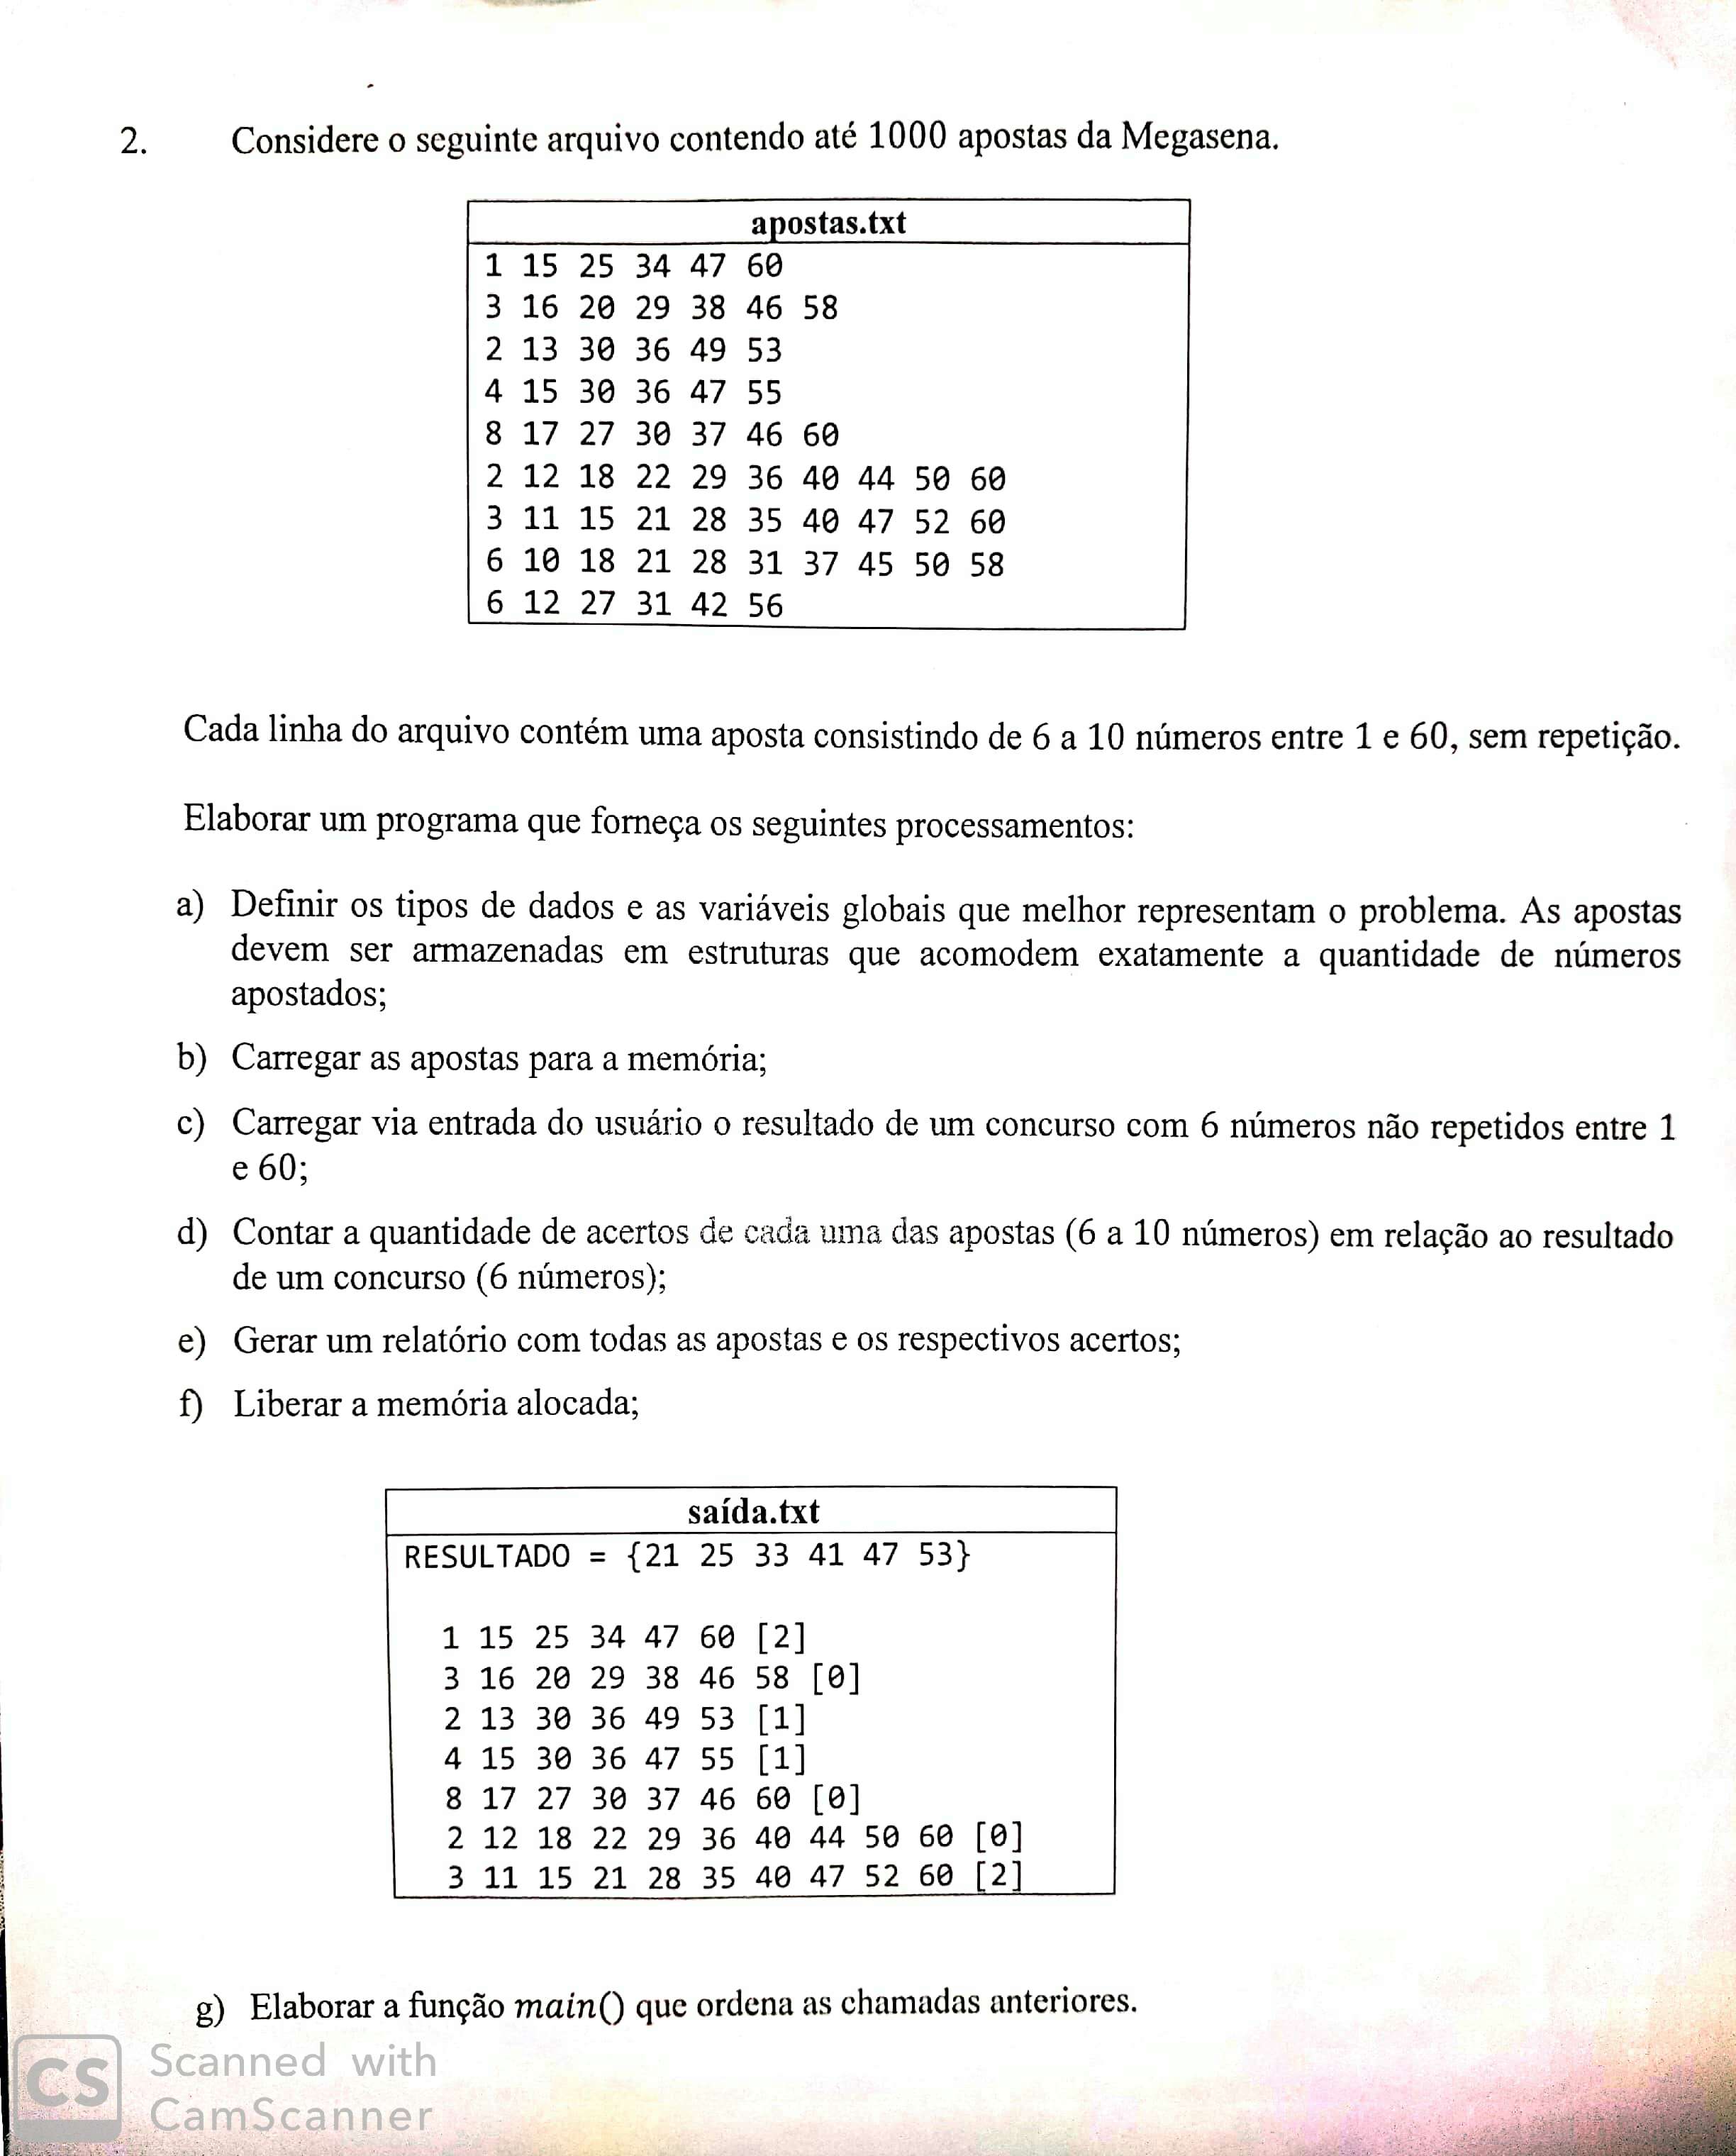 2. Considere o seguinte arquivo contendo até 1000 apostas da Megasena.
apostas.txt
1 15 25 34 47 60
3 16 20 29 38 46 58
2 13 30 36 49 53
4 15 30 36 47 55
8 17 27 30 37 46 60
2 12 18 22 29 36 40 44 50 60
3 11 15 21 28 35 40 47 52 60
6 10 18 21 28 31 37 45 50 58
6 12 27 31 42 56
Cada linha do arquivo contém uma aposta consistindo de 6 a 10 números entre 1 e 60, sem repetição.
Elaborar um programa que forneça os seguintes processamentos:
a) Definir os tipos de dados e as variáveis globais que melhor representam o problema. As apostas
devem ser armazenadas em estruturas que acomodem exatamente a quantidade de números
apostados;
b) Carregar as apostas para a memória;
c) Carregar via entrada do usuário o resultado de um concurso com 6 números não repetidos entre 1
e 60;
d) Contar a quantidade de acertos de cada uma das apostas (6 a 10 números) em relação ao resultado
de um concurso (6 números);
e) Gerar um relatório com todas as apostas e os respectivos acertos;
f) Liberar a memória alocada;
saída.txt
RESULTADO = {21 25 33 41 47 53}
1 15 25 34 47 60 [2]
3 16 20 29 38 46 58 [0]
2 13 30 36 49 53 [1]
4 15 30 36 47 55 [1]
8 17 27 30 37 46 60 [0]
2 12 18 22 29 36 40 44 50 60 [0]
3 11 15 21 28 35 40 47 52 60 [2]
g) Elaborar a função main() que ordena as chamadas anteriores.
CS Scanned with
CamScanner